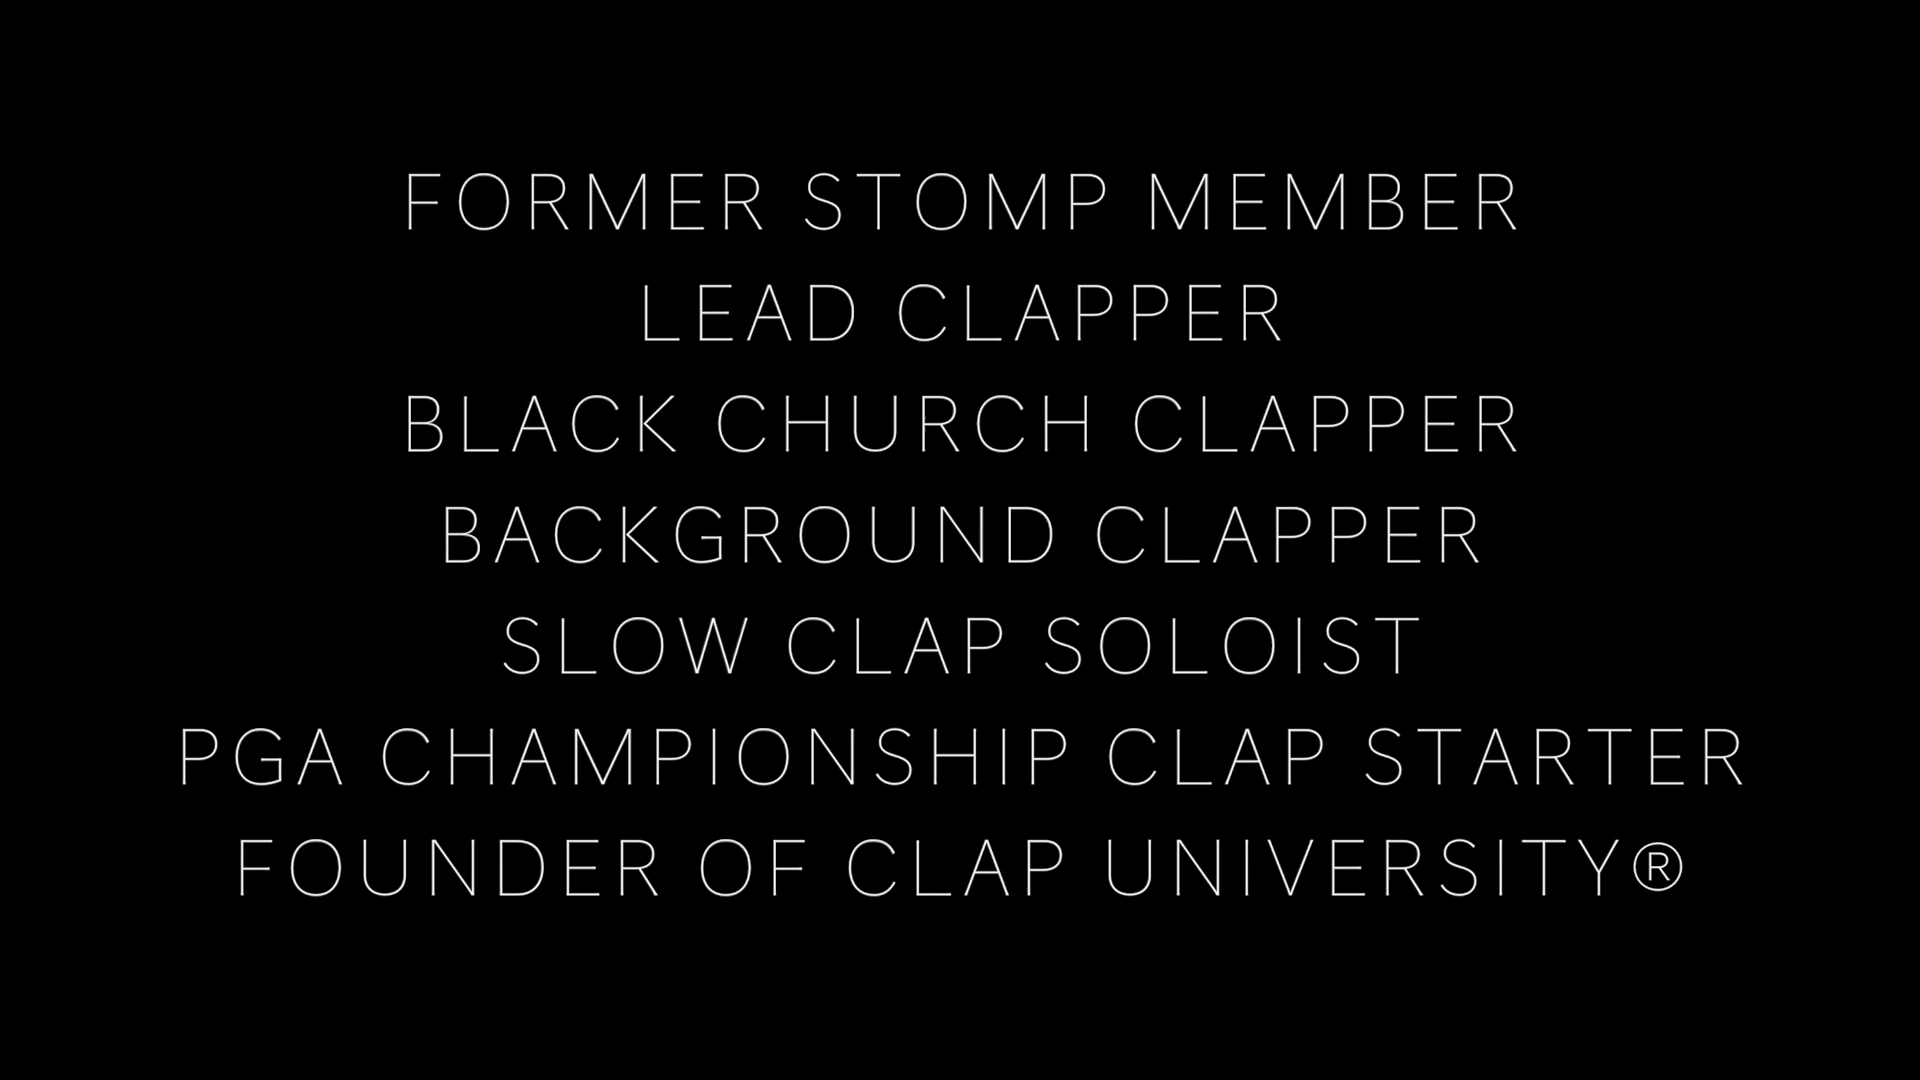 FORMER STOMP MEMBER
LEAD CLAPPER
BLACK CHURCH CLAPPER
BACKGROUND CLAPPER
SLOW CLAP SOLOIST
PGA CHAMPIONSHIP CLAP STARTER
FOUNDER OF CLAP UNIVERSITY®